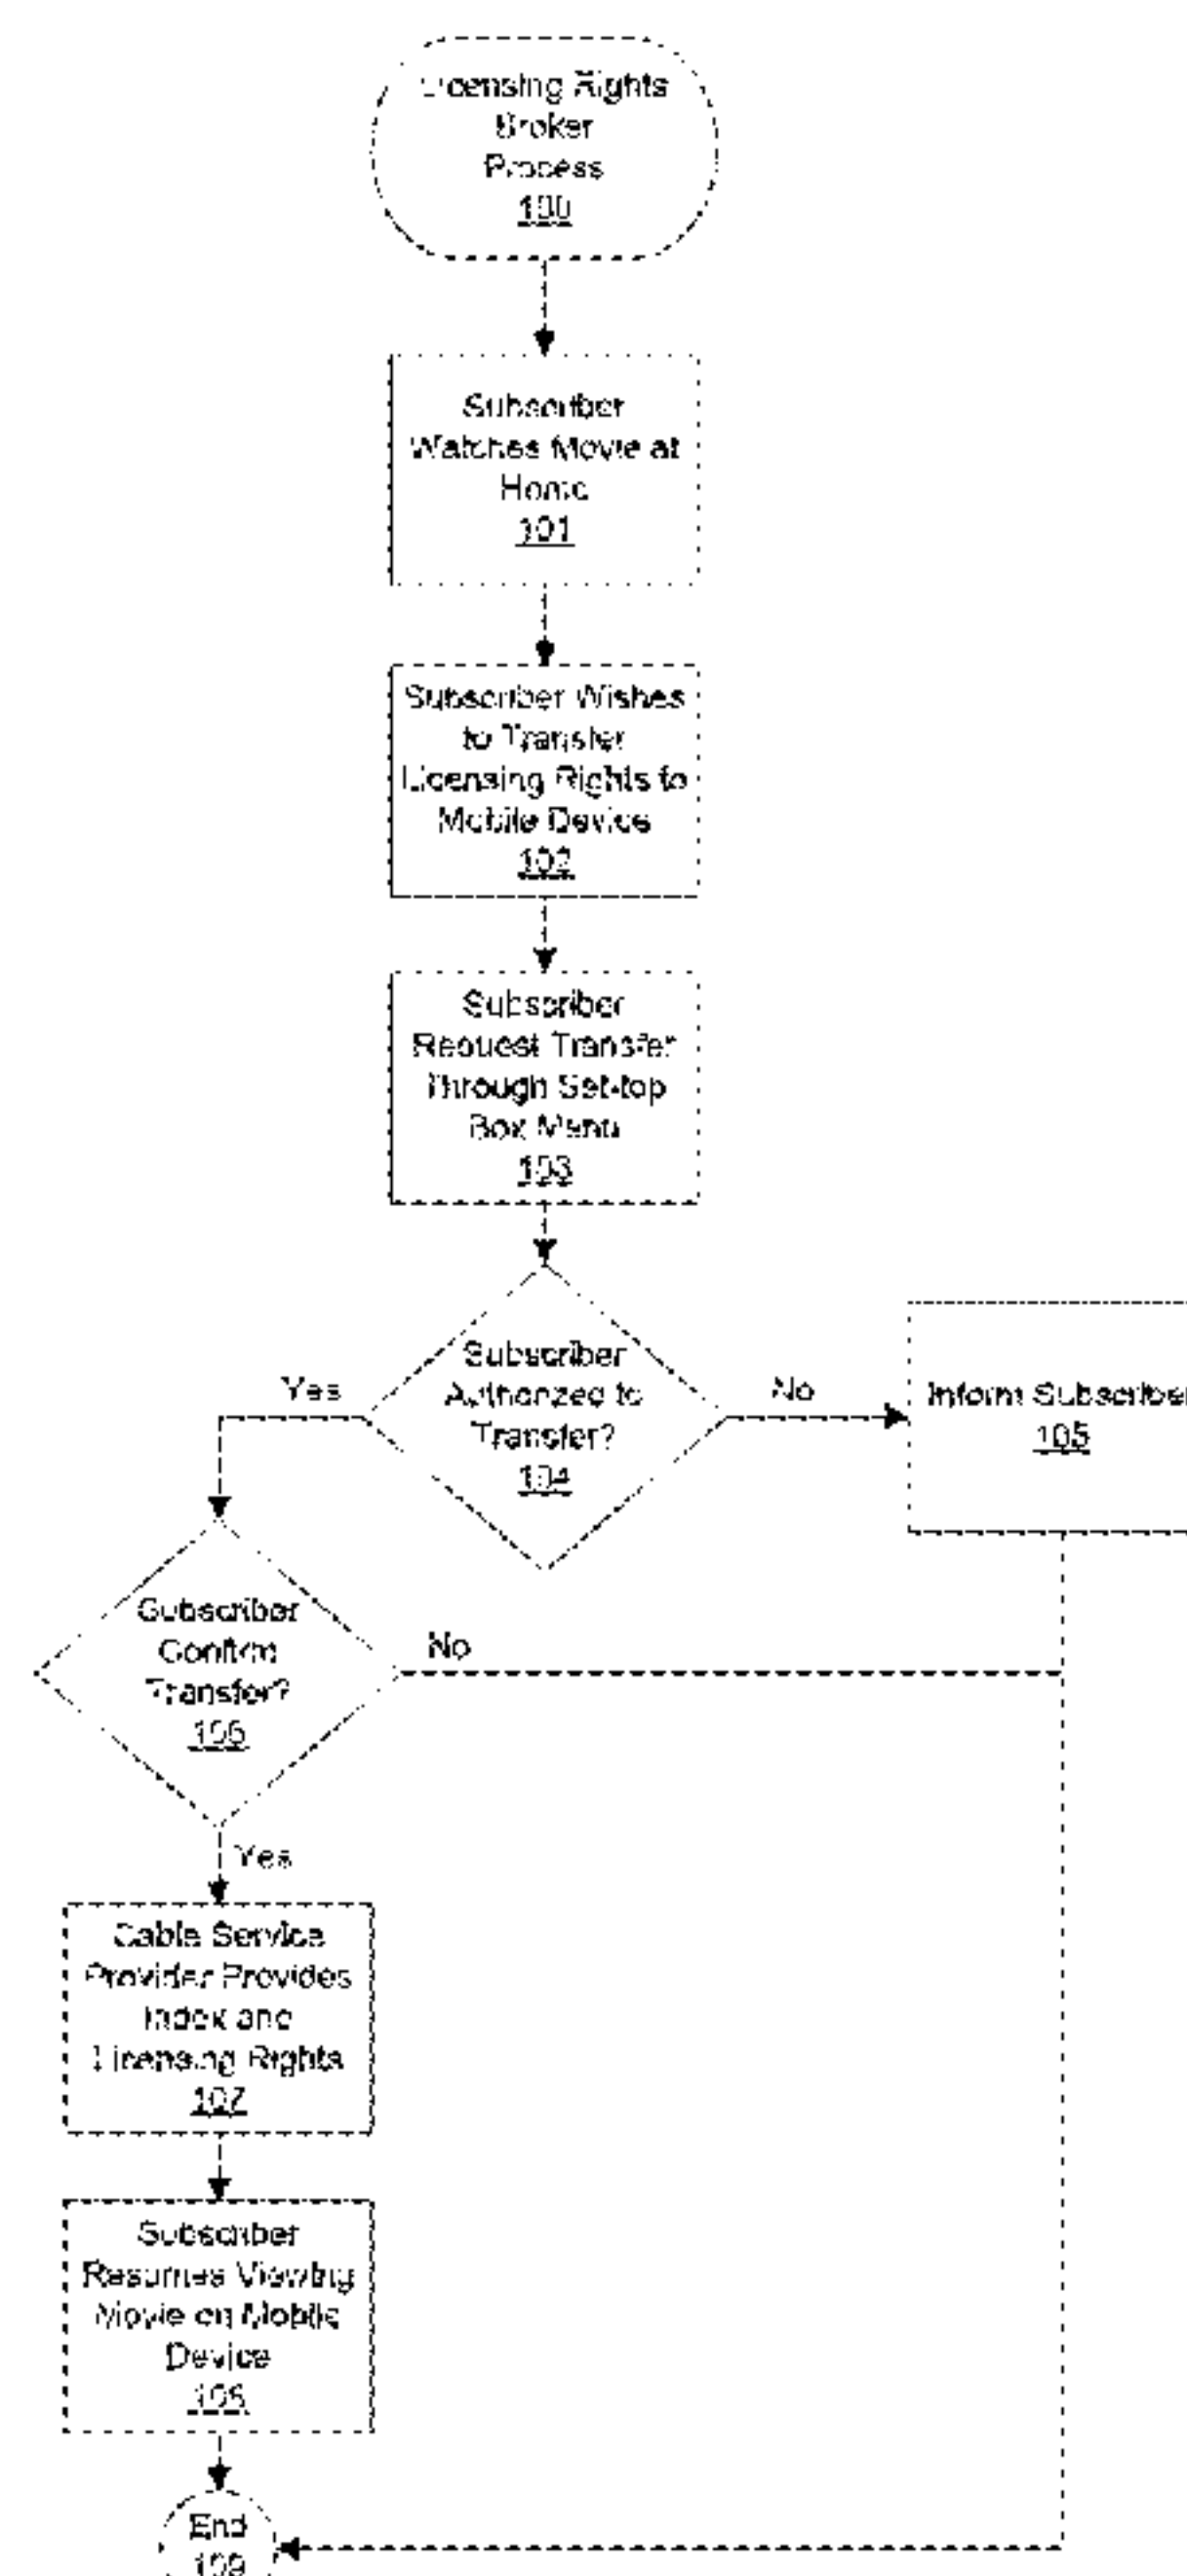 Licensing Rights
Broker
Process
100
Subscriber
Watches Movie at
Home
101
Subscriber Wishes
to Transfer
Licensing Rights to
Mobile Device
102
Subscriber
Request Transfer
Through Set-top
Box Menu
103
Subscriber
Authorized to
Transfer?
104
Yes
No
Inform Subscriber
105
Subscriber
Confirm
Transfer?
106
No
Yes
Cable Service
Provider Provides
Index and
Licensing Rights
107
Subscriber
Resumes Viewing
Movie on Mobile
Device
108
End
109